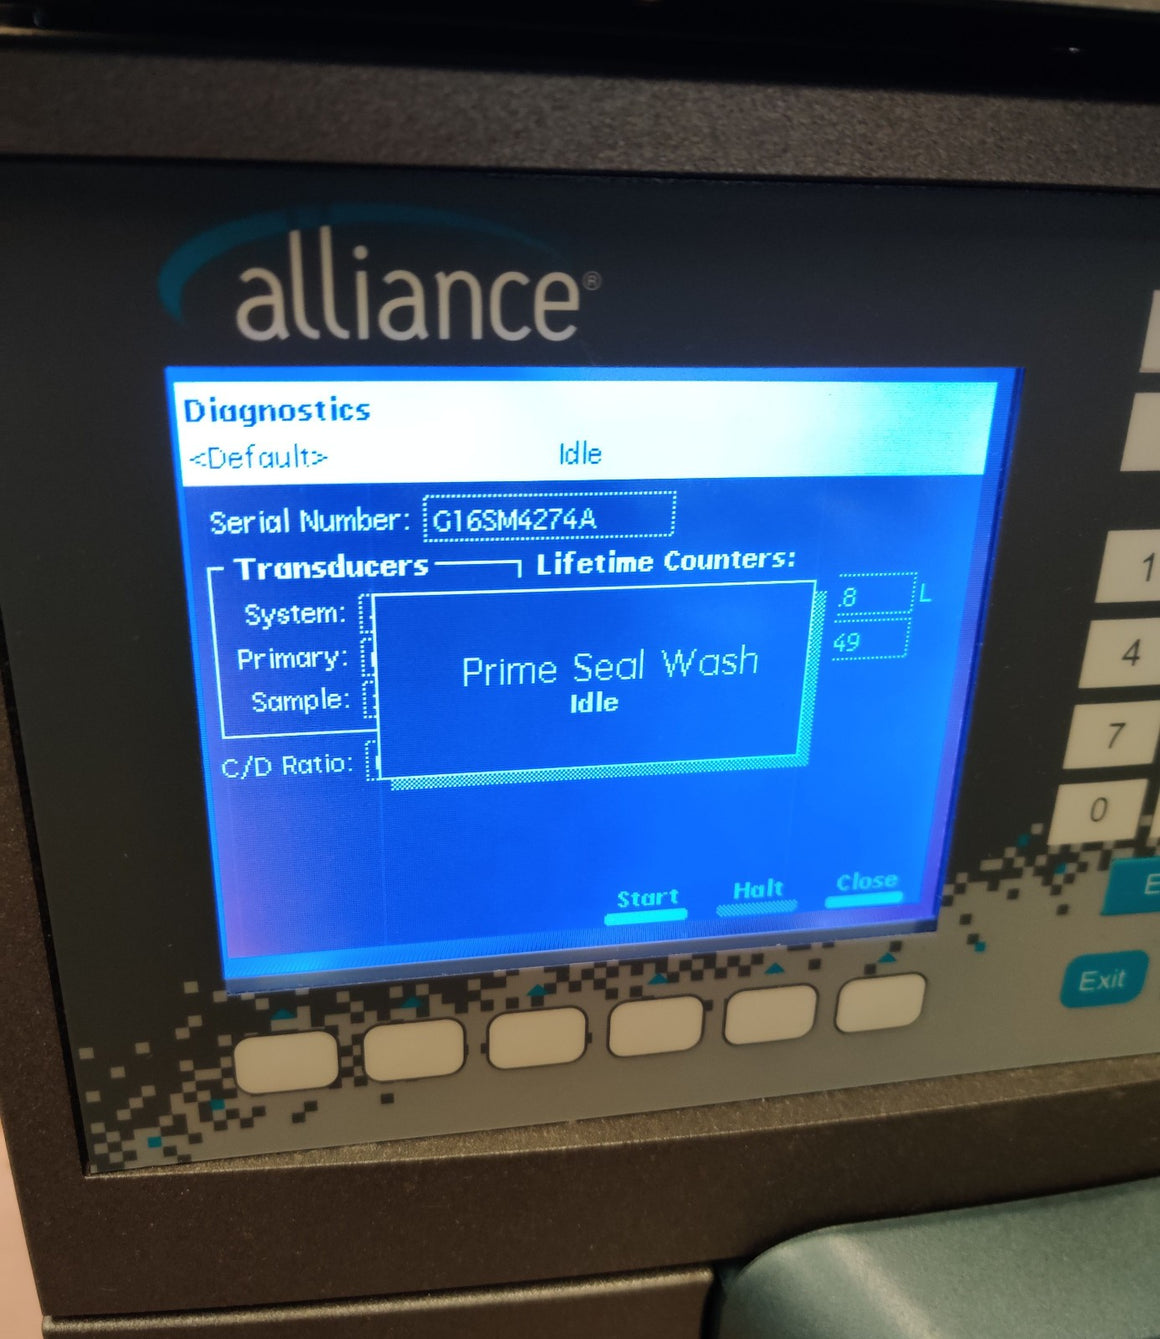 alliance®
Diagnostics
<Default> Idle
Serial Number: G16SM4274A
Transducers
Lifetime Counters:
System:
Primary:
Sample:
C/D Ratio:
.8 L
49
Prime Seal Wash
Idle
Start Halt Close
1
4
7
0
E
Exit